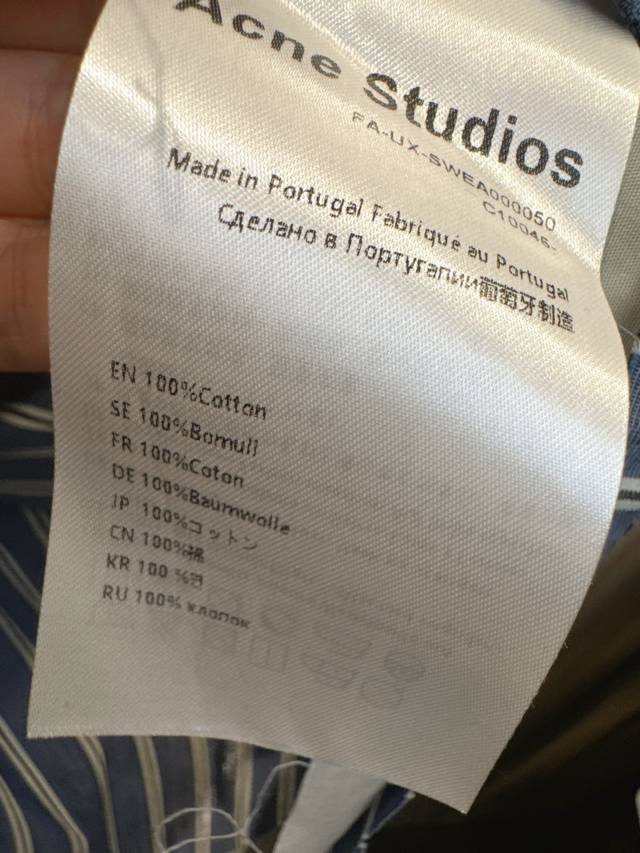 Acne Studios
FA-UX-SWEA000050
C10046-
Made in Portugal Fabriqué au Portugal
Сделано в Португалии葡萄牙制造
EN 100%Cotton
SE 100%Bomull
FR 100%Coton
DE 100%Baumwolle
JP 100%コットン
CN 100%棉
KR 100 %면
RU 100% хлопок